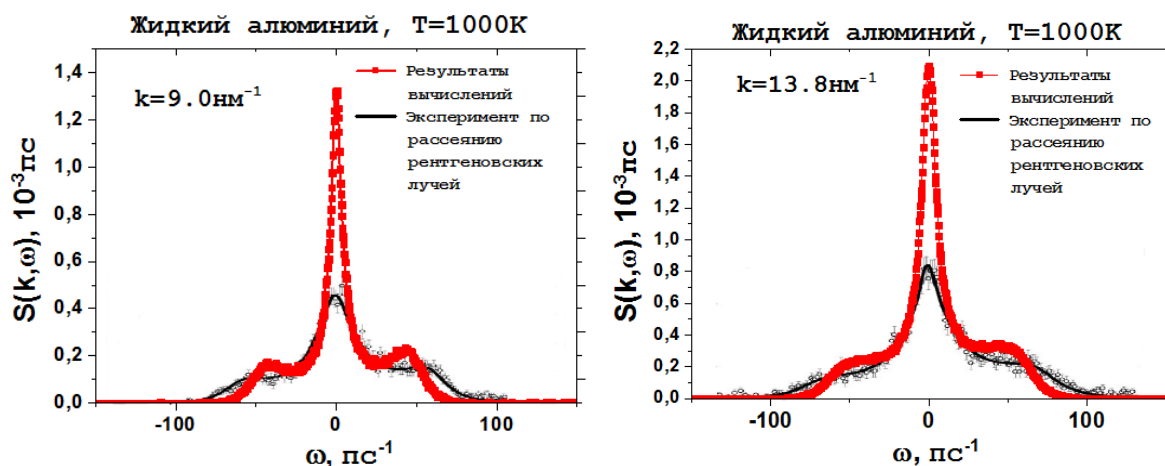 Жидкий алюминий, T=1000K
k=9.0нм⁻¹
Результаты
вычислений
Эксперимент по
рассеянию
рентгеновских
лучей
S(k,ω), 10⁻³пс
1,4
1,2
1,0
0,8
0,6
0,4
0,2
0,0
-100
0
100
ω, пс⁻¹
Жидкий алюминий, T=1000K
k=13.8нм⁻¹
Результаты
вычислений
Эксперимент по
рассеянию
рентгеновских
лучей
S(k,ω), 10⁻³пс
2,2
2,0
1,8
1,6
1,4
1,2
1,0
0,8
0,6
0,4
0,2
0,0
-100
0
100
ω, пс⁻¹